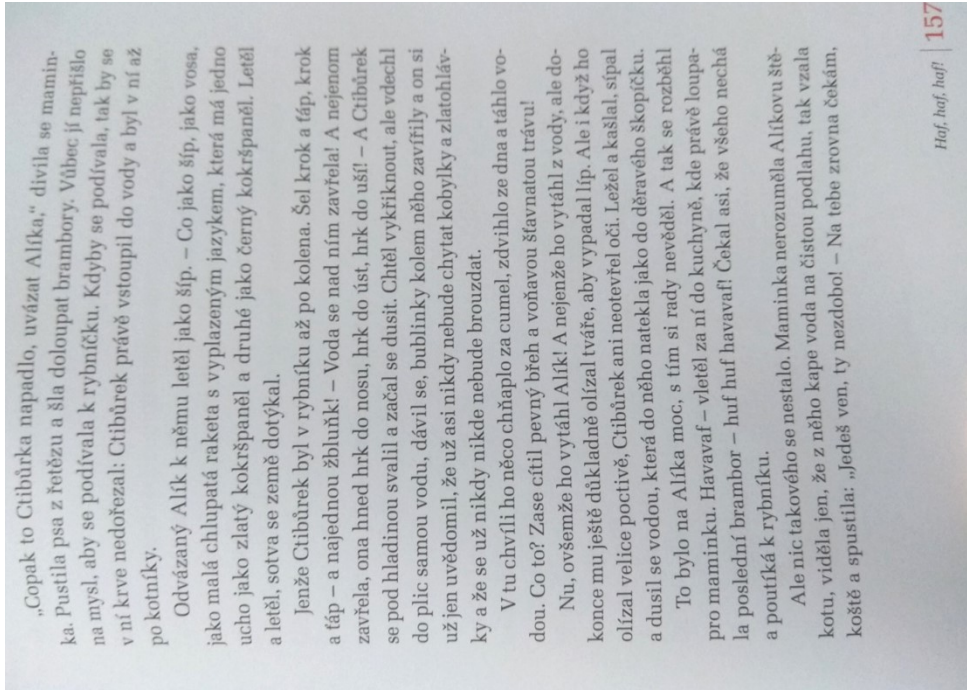 „Copak to Ctibůrka napadlo, uvázat Alíka,“ divila se mamin-
ka. Pustila psa z řetězu a šla doloupat brambory. Vůbec jí nepřišlo
na mysl, aby se podívala k rybníčku. Kdyby se podívala, tak by se
v ní krve nedořezal: Ctibůrek právě vstoupil do vody a byl v ní až
po kotníky.
Odvázaný Alík k němu letěl jako šíp. – Co jako šíp, jako vosa,
jako malá chlupatá raketa s vyplazeným jazykem, která má jedno
ucho jako zlatý kokršpaněl a druhé jako černý kokršpaněl. Letěl
a letěl, sotva se země dotýkal.
Jenže Ctibůrek byl v rybníku až po kolena. Šel krok a ťáp, krok
a ťáp – a najednou žbluňk! – Voda se nad ním zavřela! A nejenom
zavřela, ona hned hrk do nosu, hrk do úst, hrk do uší! – A Ctibůrek
se pod hladinou svalil a začal se dusit. Chtěl vykřiknout, ale vdechl
do plic samou vodu, dávil se, bublinky kolem něho zavířily a on si
už jen uvědomil, že už asi nikdy nebude chytat kobylky a zlatohláv-
ky a že se už nikdy nikde nebude brouzdat.
V tu chvíli ho něco chňaplo za cumel, zdvihlo ze dna a táhlo vo-
dou. Co to? Zase cítil pevný břeh a voňavou šťavnatou trávu!
Nu, ovšemže ho vytáhl Alík! A nejenže ho vytáhl z vody, ale do-
konce mu ještě důkladně olízal tváře, aby vypadal líp. Ale i když ho
olízal velice poctivě, Ctibůrek ani neotevřel oči. Ležel a kašlal, sípal
a dusil se vodou, která do něho natekla jako do děravého škopíčku.
To bylo na Alíka moc, s tím si rady nevěděl. A tak se rozběhl
pro maminku. Havavaf – vletěl za ní do kuchyně, kde právě loupa-
la poslední brambor – huf huf havavaf! Čekal asi, že všeho nechá
a poutíká k rybníku.
Ale nic takového se nestalo. Maminka nerozuměla Alíkovu ště-
kotu, viděla jen, že z něho kape voda na čistou podlahu, tak vzala
koště a spustila: „Jedeš ven, ty nezdobo! – Na tebe zrovna čekám,
Haf, haf, haf! | 157